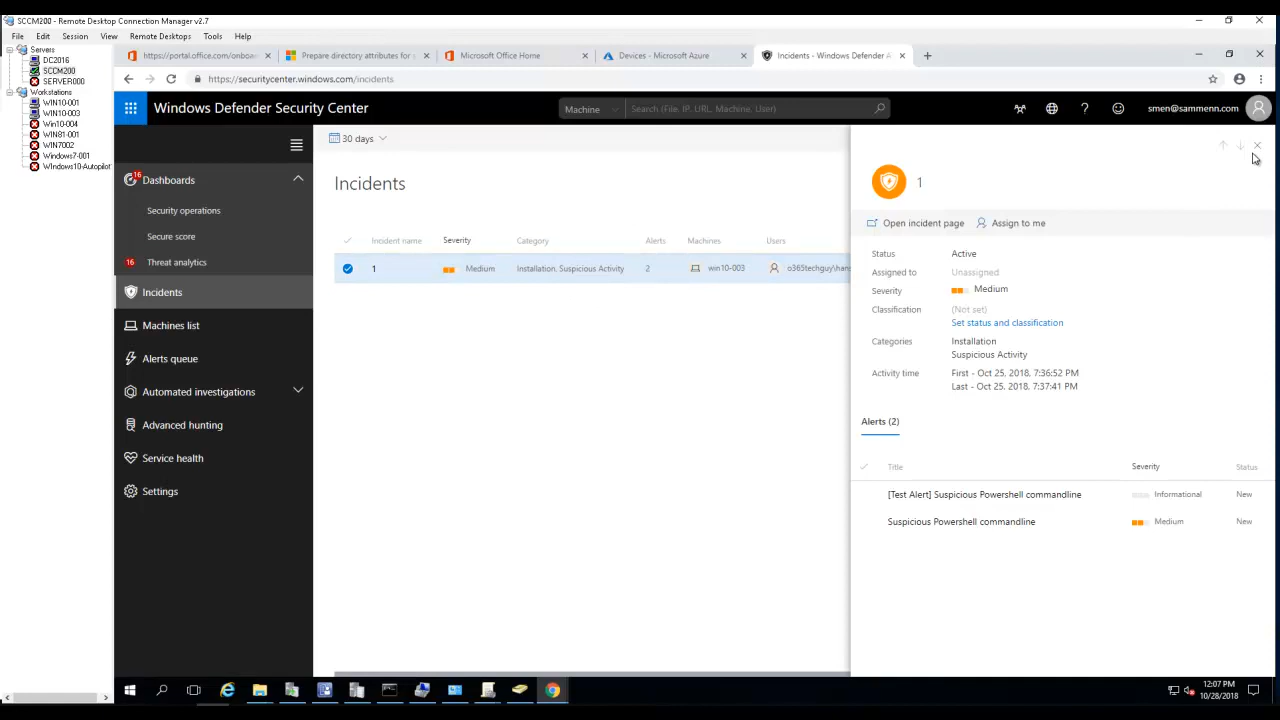 SCCM200 - Remote Desktop Connection Manager v2.7
File Edit Session View Remote Desktops Tools Help
Servers
DC2016
SCCM200
SERVER000
Workstations
WIN10-001
WIN10-003
Win10-004
WIN81-001
WIN7002
Windows7-001
Windows10-Autopilot
https://portal.office.com/onboa
Prepare directory attributes for s
Microsoft Office Home
Devices - Microsoft Azure
Incidents - Windows Defender A
https://securitycenter.windows.com/incidents
Windows Defender Security Center
Machine
Search (File, IP, URL, Machine, User)
smen@sammenn.com
16
Dashboards
Security operations
Secure score
16
Threat analytics
Incidents
Machines list
Alerts queue
Automated investigations
Advanced hunting
Service health
Settings
30 days
Incidents
Incident name Severity Category Alerts Machines Users
1 Medium Installation, Suspicious Activity 2 win10-003 o365techguy\hans
1
Open incident page Assign to me
Status Active
Assigned to Unassigned
Severity Medium
Classification (Not set)
Set status and classification
Categories Installation
Suspicious Activity
Activity time First - Oct 25, 2018, 7:36:52 PM
Last - Oct 25, 2018, 7:37:41 PM
Alerts (2)
Title Severity Status
[Test Alert] Suspicious Powershell commandline Informational New
Suspicious Powershell commandline Medium New
12:07 PM
10/28/2018